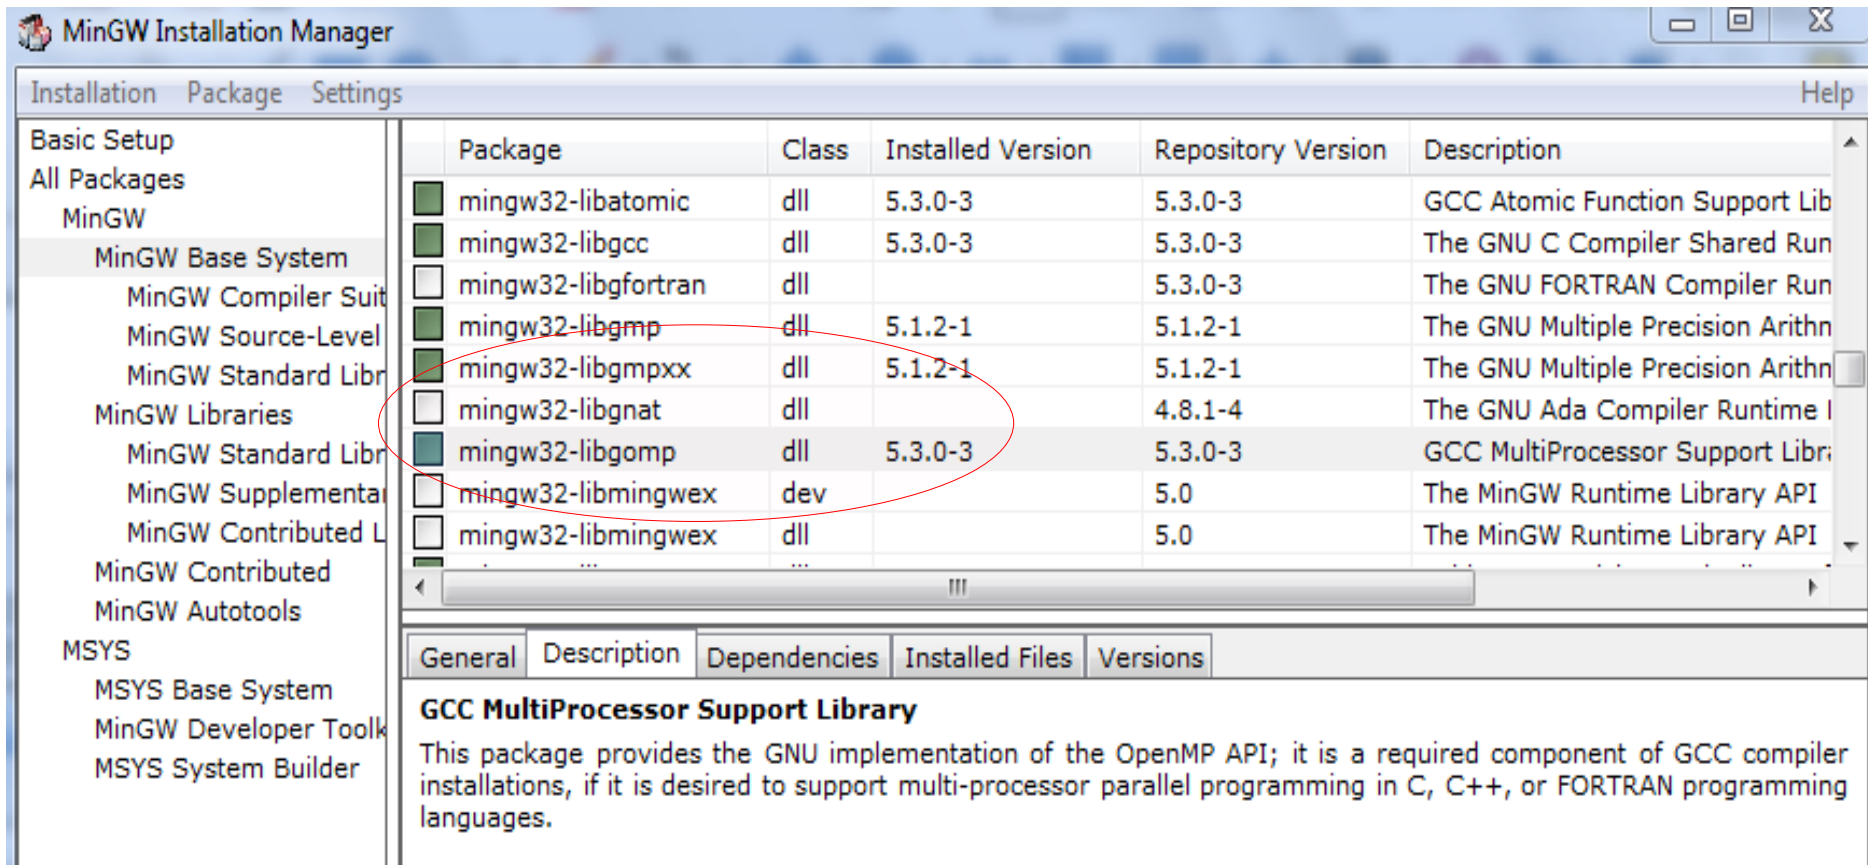 MinGW Installation Manager
Installation Package Settings Help
Basic Setup
All Packages
MinGW
MinGW Base System
MinGW Compiler Suit
MinGW Source-Level
MinGW Standard Libr
MinGW Libraries
MinGW Standard Libr
MinGW Supplementa
MinGW Contributed L
MinGW Contributed
MinGW Autotools
MSYS
MSYS Base System
MinGW Developer Toolk
MSYS System Builder
Package Class Installed Version Repository Version Description
mingw32-libatomic dll 5.3.0-3 5.3.0-3 GCC Atomic Function Support Lib
mingw32-libgcc dll 5.3.0-3 5.3.0-3 The GNU C Compiler Shared Run
mingw32-libgfortran dll 5.3.0-3 The GNU FORTRAN Compiler Run
mingw32-libgmp dll 5.1.2-1 5.1.2-1 The GNU Multiple Precision Arithn
mingw32-libgmpxx dll 5.1.2-1 5.1.2-1 The GNU Multiple Precision Arithn
mingw32-libgnat dll 4.8.1-4 The GNU Ada Compiler Runtime
mingw32-libgomp dll 5.3.0-3 5.3.0-3 GCC MultiProcessor Support Libr
mingw32-libmingwex dev 5.0 The MinGW Runtime Library API
mingw32-libmingwex dll 5.0 The MinGW Runtime Library API
General Description Dependencies Installed Files Versions
GCC MultiProcessor Support Library
This package provides the GNU implementation of the OpenMP API; it is a required component of GCC compiler
installations, if it is desired to support multi-processor parallel programming in C, C++, or FORTRAN programming
languages.